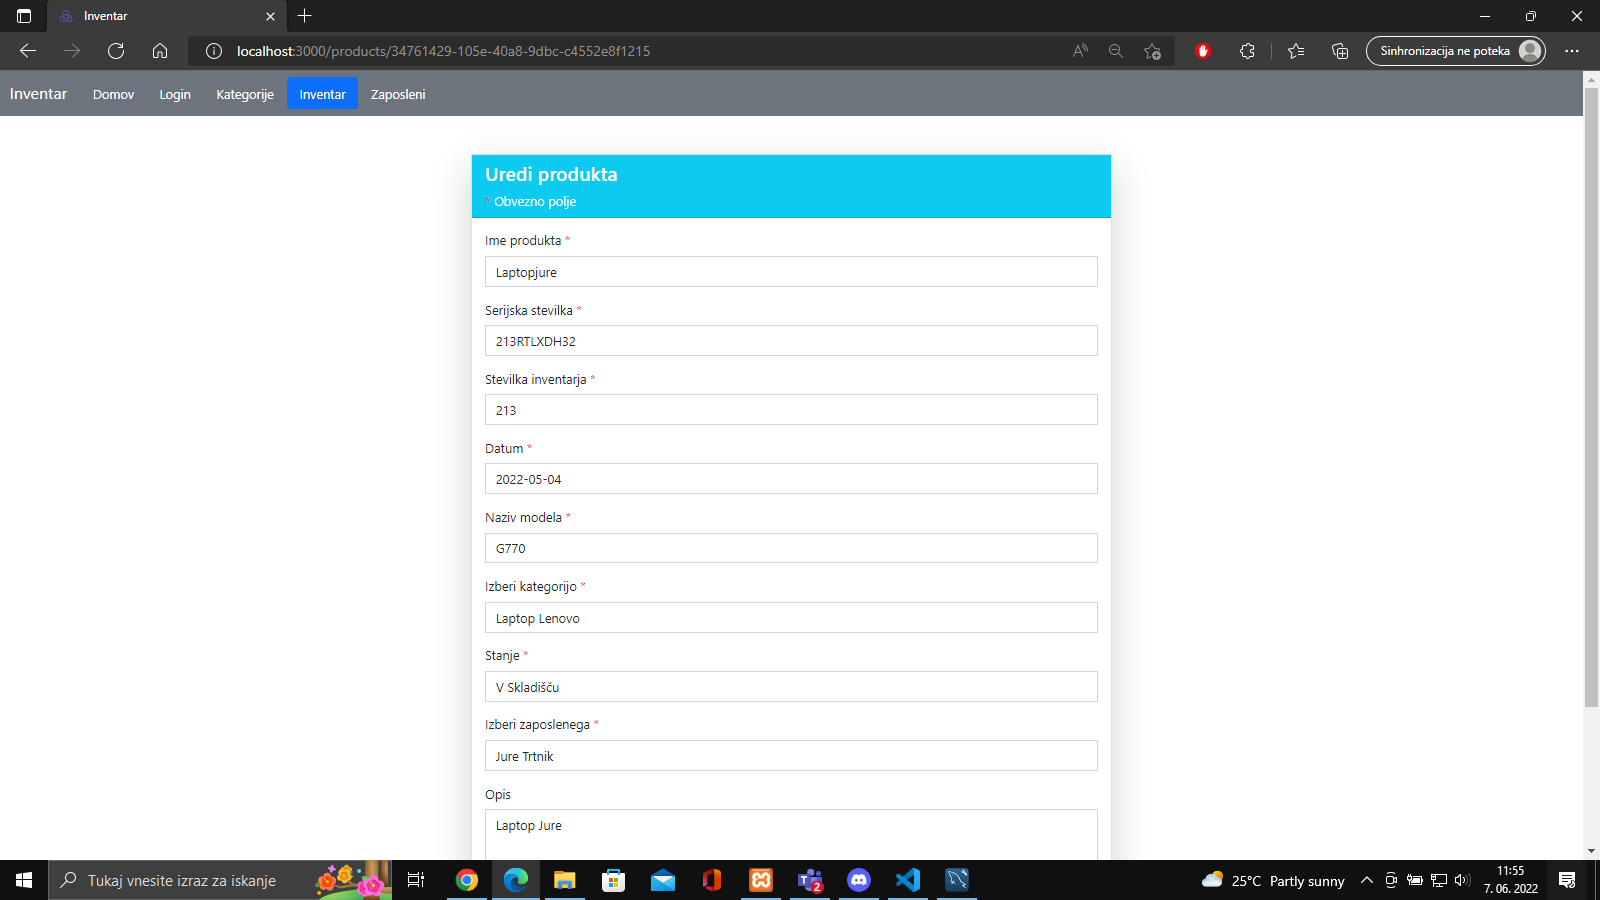 Inventar
localhost:3000/products/34761429-105e-40a8-9dbc-c4552e8f1215
Sinhronizacija ne poteka
Inventar Domov Login Kategorije Inventar Zaposleni
Uredi produkta
* Obvezno polje
Ime produkta *
Laptopjure
Serijska stevilka *
213RTLXDH32
Stevilka inventarja *
213
Datum *
2022-05-04
Naziv modela *
G770
Izberi kategorijo *
Laptop Lenovo
Stanje *
V Skladišču
Izberi zaposlenega *
Jure Trtnik
Opis
Laptop Jure
Tukaj vnesite izraz za iskanje
2
25°C Partly sunny
11:55
7. 06. 2022